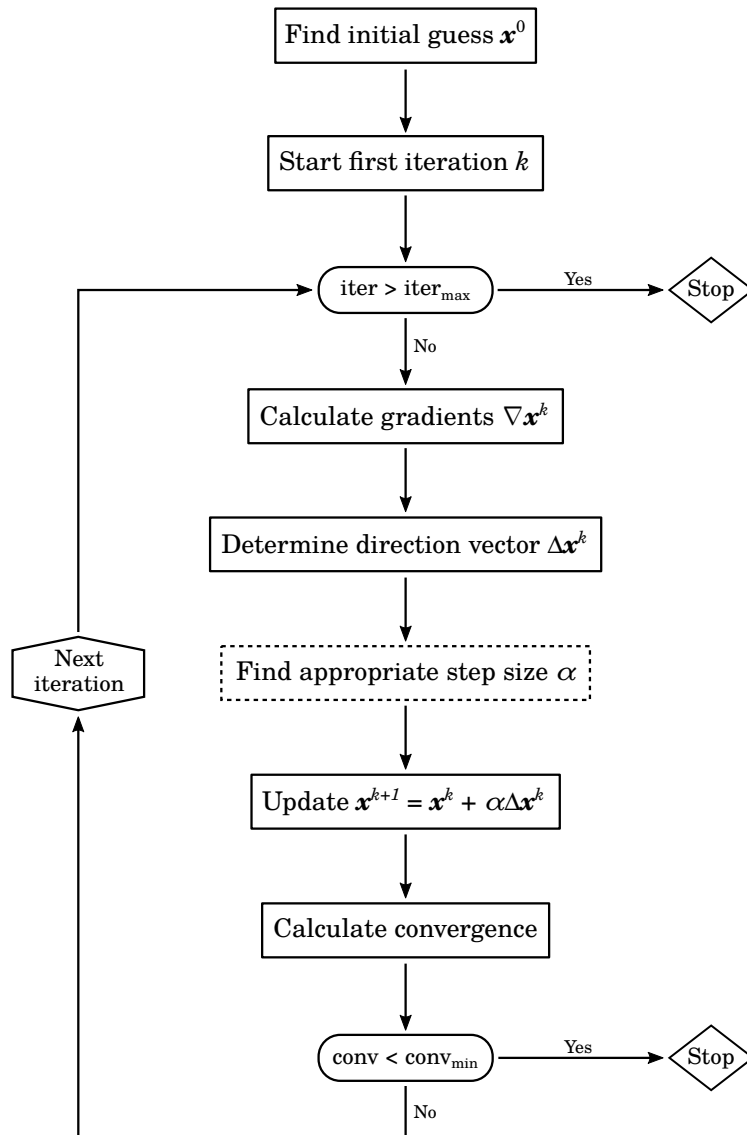 Find initial guess x⁰
Start first iteration k
iter > iter_max
Yes
Stop
No
Calculate gradients ∇xᵏ
Determine direction vector Δxᵏ
Next
iteration
Find appropriate step size α
Update xᵏ⁺¹ = xᵏ + αΔxᵏ
Calculate convergence
conv < conv_min
Yes
Stop
No